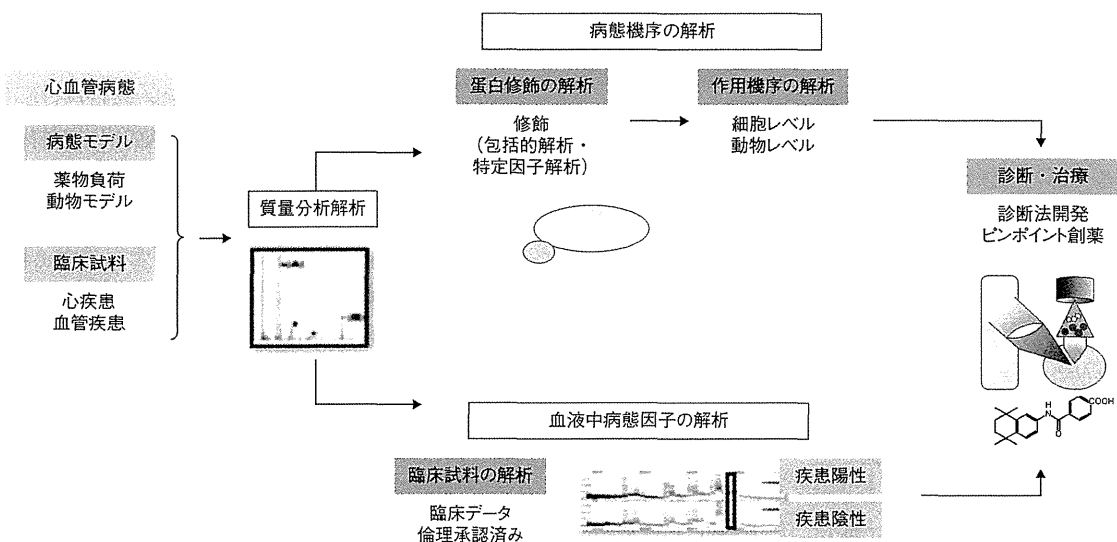 病態機序の解析
心血管病態
病態モデル
薬物負荷
動物モデル
臨床試料
心疾患
血管疾患
質量分析解析
蛋白修飾の解析
修飾
(包括的解析・
特定因子解析)
作用機序の解析
細胞レベル
動物レベル
診断・治療
診断法開発
ピンポイント創薬
COOH
H
N
O
血液中病態因子の解析
臨床試料の解析
臨床データ
倫理承認済み
疾患陽性
疾患陰性